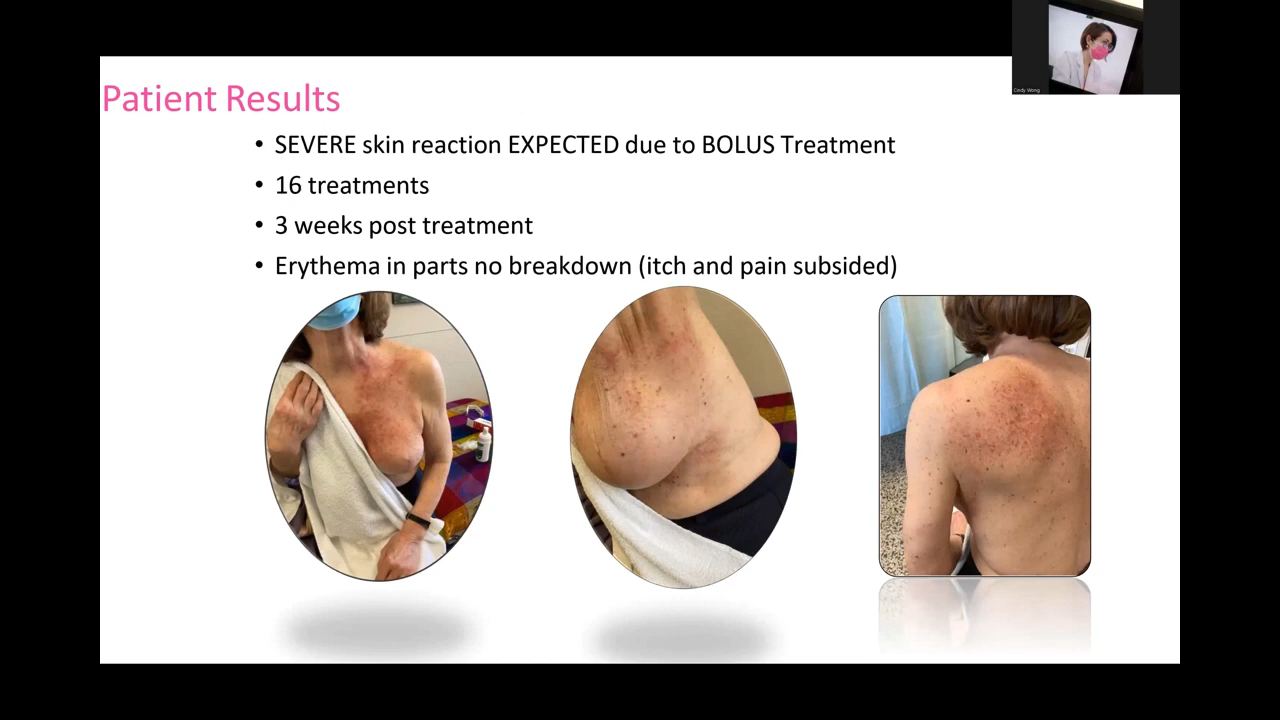 Patient Results
• SEVERE skin reaction EXPECTED due to BOLUS Treatment
• 16 treatments
• 3 weeks post treatment
• Erythema in parts no breakdown (itch and pain subsided)
Cindy Wong